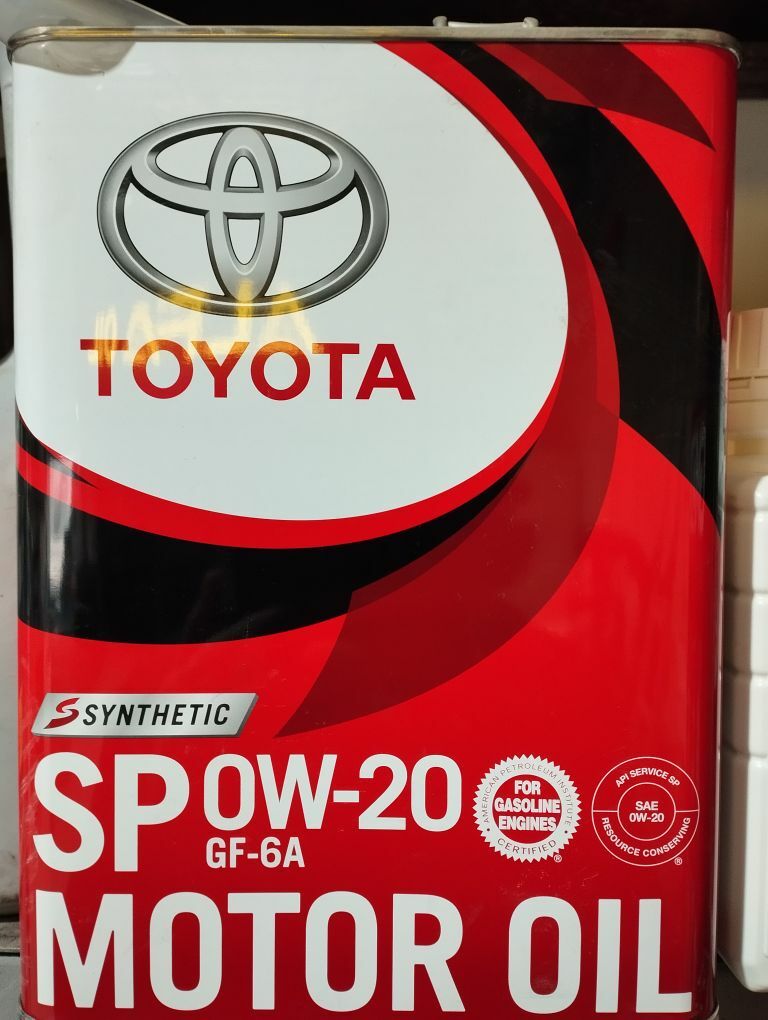 TOYOTA
SYNTHETIC
SP 0W-20
GF-6A
AMERICAN PETROLEUM INSTITUTE
FOR
GASOLINE
ENGINES
CERTIFIED
®
API SERVICE SP
SAE
0W-20
RESOURCE CONSERVING
®
MOTOR OIL